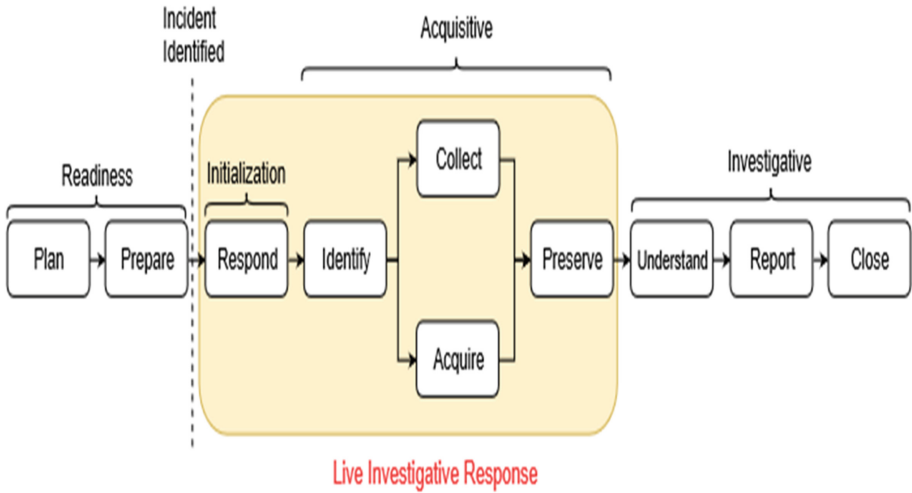 Incident
Identified
Acquisitive
Readiness
Initialization
Investigative
Collect
Plan
Prepare
Respond
Identify
Preserve
Understand
Report
Close
Acquire
Live Investigative Response